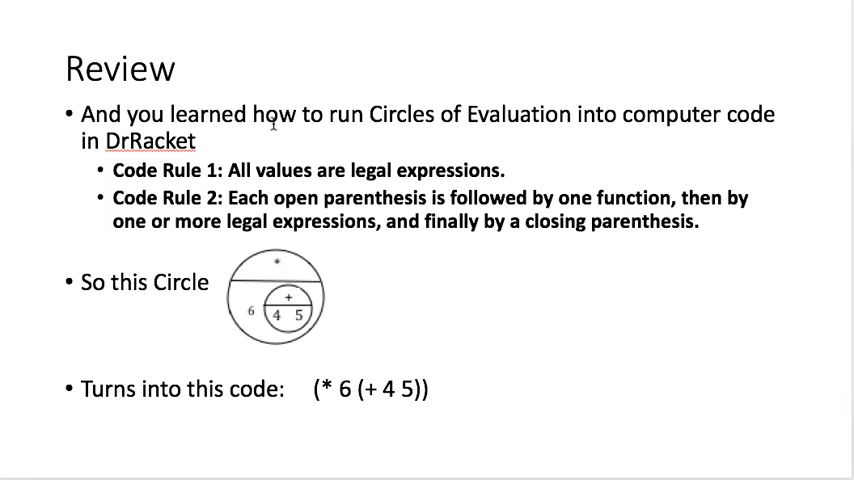 Review
• And you learned how to run Circles of Evaluation into computer code
in DrRacket
• Code Rule 1: All values are legal expressions.
• Code Rule 2: Each open parenthesis is followed by one function, then by
one or more legal expressions, and finally by a closing parenthesis.
• So this Circle
*
+
6 4 5
• Turns into this code: (* 6 (+ 4 5))